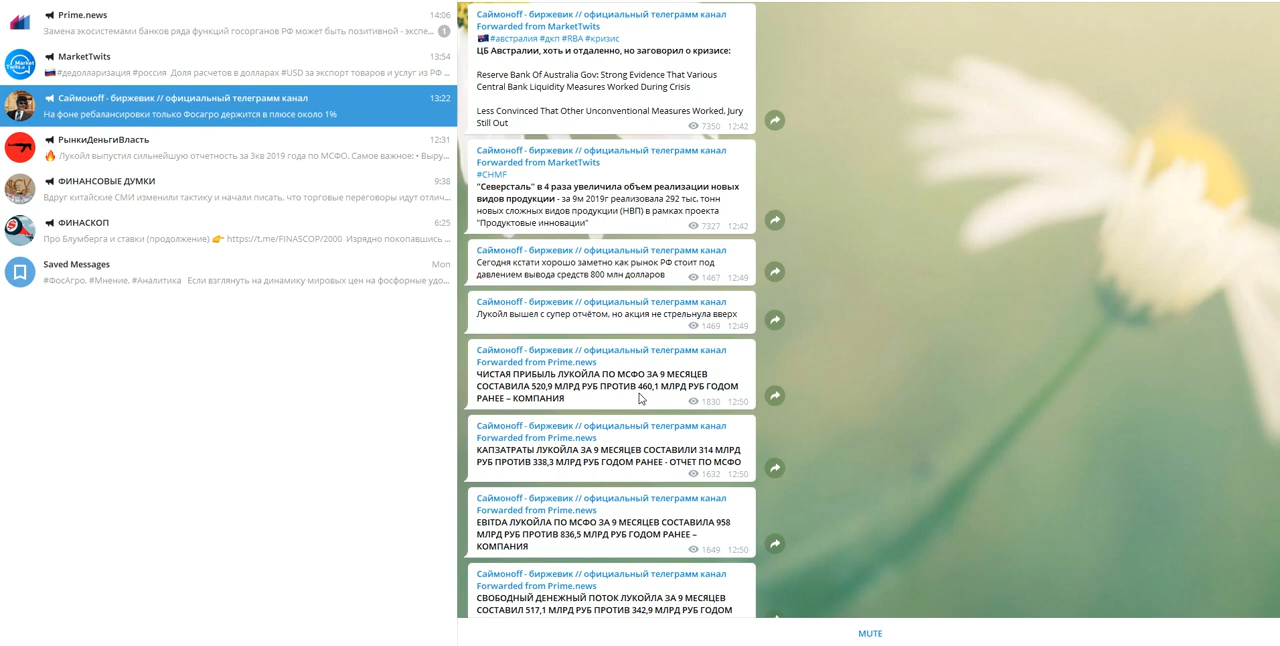 Prime.news 14:06
Замена экосистемами банков ряда функций госорганов РФ может быть позитивной - экспе... 1
MarketTwits 13:54
#дедолларизация #россия Доля расчетов в долларах #USD за экспорт товаров и услуг из РФ ...
Саймонoff - биржевик // официальный телеграмм канал 13:22
На фоне ребалансировки только Фосагро держится в плюсе около 1%
РынкиДеньгиВласть 12:31
Лукойл выпустил сильнейшую отчетность за 3кв 2019 года по МСФО. Самое важное: • Выру...
ФИНАНСОВЫЕ ДУМКИ 9:38
Вдруг китайские СМИ изменили тактику и начали писать, что торговые переговоры идут отлич...
ФИНАСКОП 6:25
Про Блумберга и ставки (продолжение) 👉 https://t.me/FINASCOP/2000 Изрядно покопавшись ...
Saved Messages Mon
#ФосАгро, #Мнение, #Аналитика Если взглянуть на динамику мировых цен на фосфорные удо...
Саймонoff - биржевик // официальный телеграмм канал
Forwarded from MarketTwits
#австралия #дкп #RBA #кризис
ЦБ Австралии, хоть и отдаленно, но заговорил о кризисе:
Reserve Bank Of Australia Gov: Strong Evidence That Various
Central Bank Liquidity Measures Worked During Crisis
Less Convinced That Other Unconventional Measures Worked, Jury
Still Out 7350 12:42
Саймонoff - биржевик // официальный телеграмм канал
Forwarded from MarketTwits
#CHMF
"Северсталь" в 4 раза увеличила объем реализации новых
видов продукции - за 9м 2019г реализовала 292 тыс. тонн
новых сложных видов продукции (НВП) в рамках проекта
"Продуктовые инновации" 7327 12:42
Саймонoff - биржевик // официальный телеграмм канал
Сегодня кстати хорошо заметно как рынок РФ стоит под
давлением вывода средств 800 млн долларов 1467 12:49
Саймонoff - биржевик // официальный телеграмм канал
Лукойл вышел с супер отчётом, но акция не стрельнула вверх
1469 12:49
Саймонoff - биржевик // официальный телеграмм канал
Forwarded from Prime.news
ЧИСТАЯ ПРИБЫЛЬ ЛУКОЙЛА ПО МСФО ЗА 9 МЕСЯЦЕВ
СОСТАВИЛА 520,9 МЛРД РУБ ПРОТИВ 460,1 МЛРД РУБ ГОДОМ
РАНЕЕ – КОМПАНИЯ 1830 12:50
Саймонoff - биржевик // официальный телеграмм канал
Forwarded from Prime.news
КАПЗАТРАТЫ ЛУКОЙЛА ЗА 9 МЕСЯЦЕВ СОСТАВИЛИ 314 МЛРД
РУБ ПРОТИВ 338,3 МЛРД РУБ ГОДОМ РАНЕЕ - ОТЧЕТ ПО МСФО
1632 12:50
Саймонoff - биржевик // официальный телеграмм канал
Forwarded from Prime.news
EBITDA ЛУКОЙЛА ПО МСФО ЗА 9 МЕСЯЦЕВ СОСТАВИЛА 958
МЛРД РУБ ПРОТИВ 836,5 МЛРД РУБ ГОДОМ РАНЕЕ –
КОМПАНИЯ 1649 12:50
Саймонoff - биржевик // официальный телеграмм канал
Forwarded from Prime.news
СВОБОДНЫЙ ДЕНЕЖНЫЙ ПОТОК ЛУКОЙЛА ЗА 9 МЕСЯЦЕВ
СОСТАВИЛ 517,1 МЛРД РУБ ПРОТИВ 342,9 МЛРД РУБ ГОДОМ
MUTE